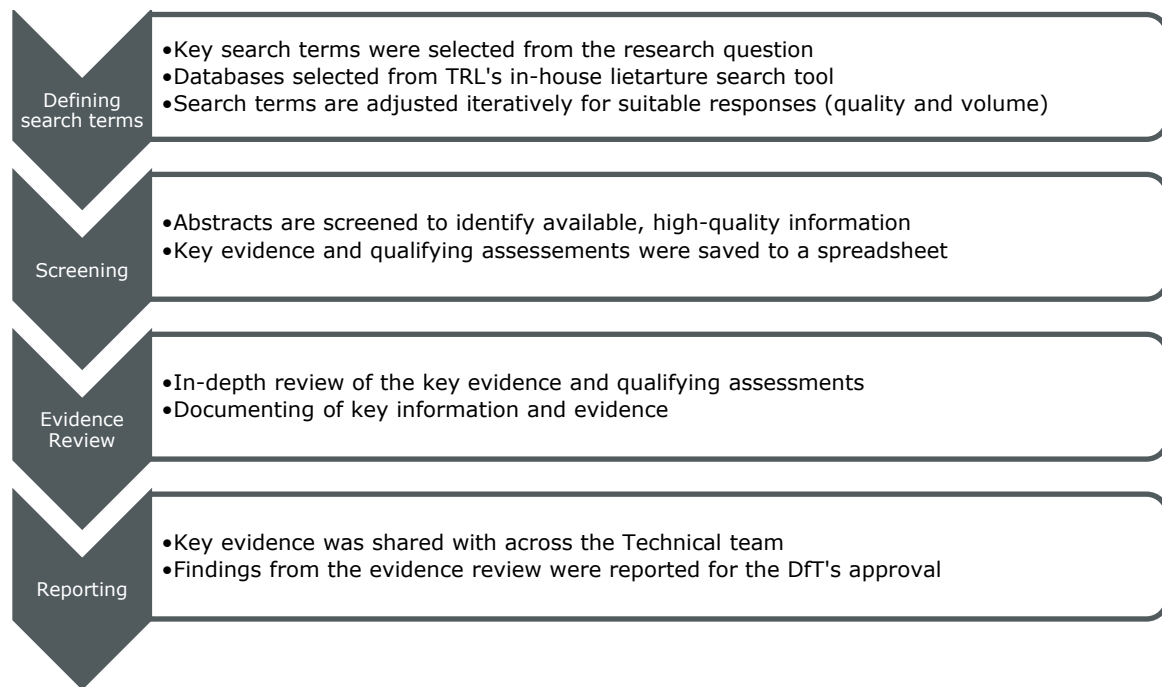 Defining
search terms
•Key search terms were selected from the research question
•Databases selected from TRL's in-house lietarture search tool
•Search terms are adjusted iteratively for suitable responses (quality and volume)
Screening
•Abstracts are screened to identify available, high-quality information
•Key evidence and qualifying assessements were saved to a spreadsheet
Evidence
Review
•In-depth review of the key evidence and qualifying assessments
•Documenting of key information and evidence
Reporting
•Key evidence was shared with across the Technical team
•Findings from the evidence review were reported for the DfT's approval